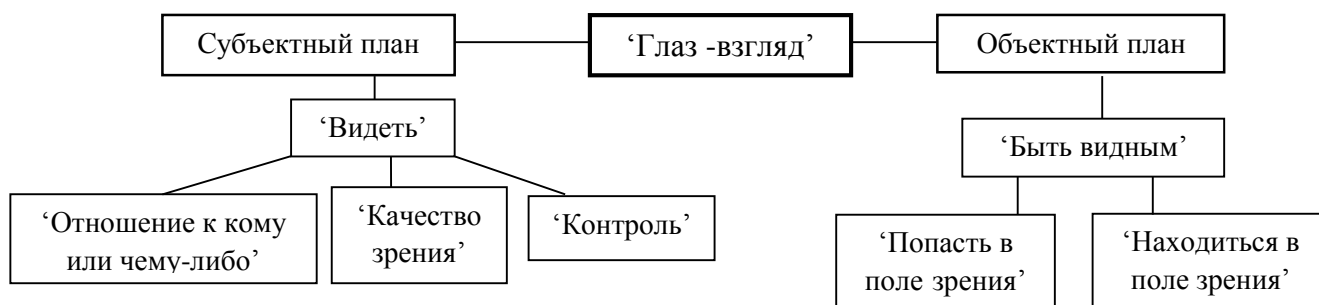 Субъектный план
‘Глаз -взгляд’
Объектный план
‘Видеть’
‘Быть видным’
‘Отношение к кому
или чему-либо’
‘Качество
зрения’
‘Контроль’
‘Попасть в
поле зрения’
‘Находиться в
поле зрения’